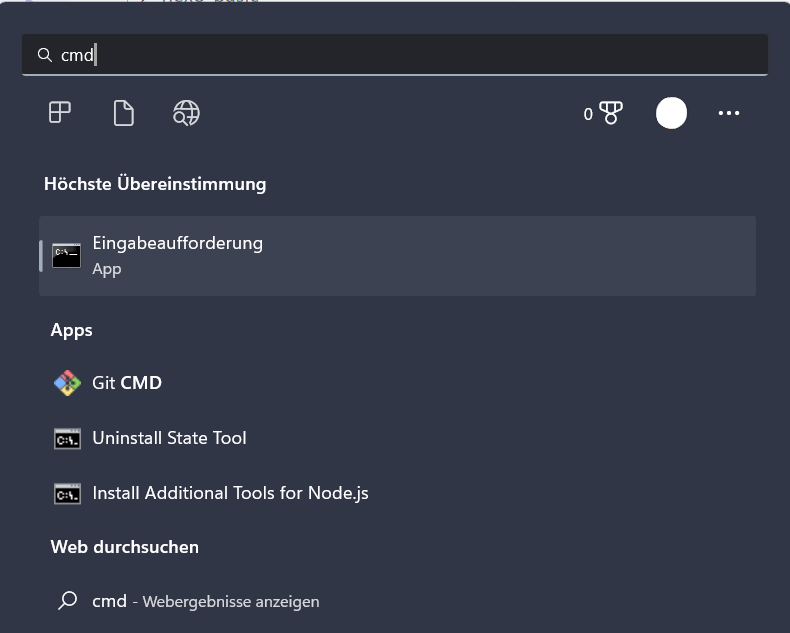 cmd
0
Höchste Übereinstimmung
Eingabeaufforderung
App
Apps
Git CMD
Uninstall State Tool
Install Additional Tools for Node.js
Web durchsuchen
cmd - Webergebnisse anzeigen